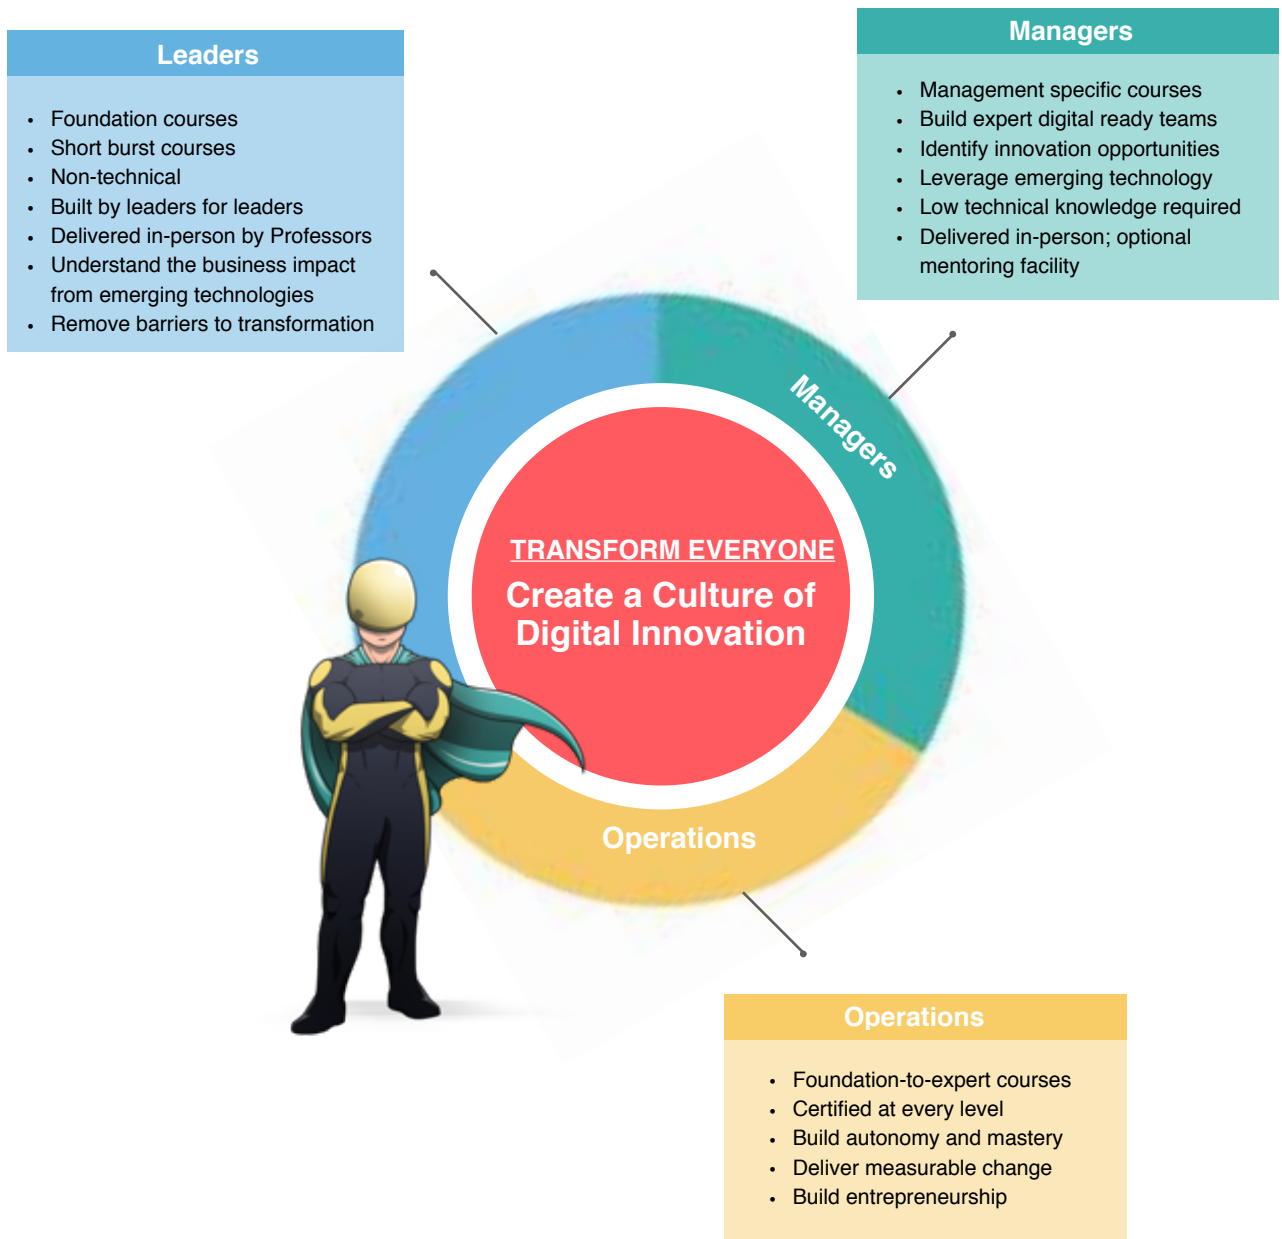 Leaders
• Foundation courses
• Short burst courses
• Non-technical
• Built by leaders for leaders
• Delivered in-person by Professors
• Understand the business impact
from emerging technologies
• Remove barriers to transformation
Managers
• Management specific courses
• Build expert digital ready teams
• Identify innovation opportunities
• Leverage emerging technology
• Low technical knowledge required
• Delivered in-person; optional
mentoring facility
Managers
TRANSFORM EVERYONE
Create a Culture of
Digital Innovation
Operations
Operations
• Foundation-to-expert courses
• Certified at every level
• Build autonomy and mastery
• Deliver measurable change
• Build entrepreneurship